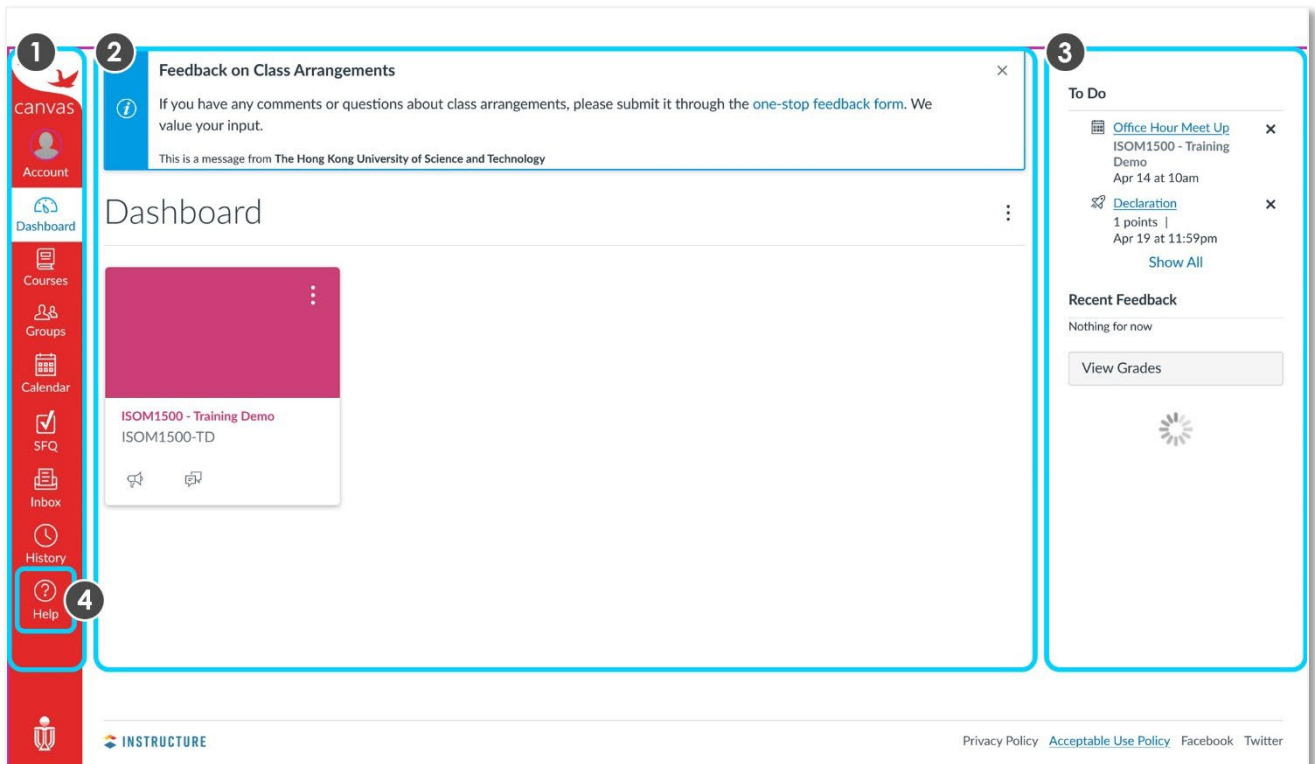 1
2
3
4
canvas
Account
Dashboard
Courses
Groups
Calendar
SFQ
Inbox
History
Help
Feedback on Class Arrangements
If you have any comments or questions about class arrangements, please submit it through the one-stop feedback form. We
value your input.
This is a message from The Hong Kong University of Science and Technology
Dashboard
ISOM1500 - Training Demo
ISOM1500-TD
To Do
Office Hour Meet Up
ISOM1500 - Training
Demo
Apr 14 at 10am
Declaration
1 points |
Apr 19 at 11:59pm
Show All
Recent Feedback
Nothing for now
View Grades
INSTRUCTURE
Privacy Policy Acceptable Use Policy Facebook Twitter